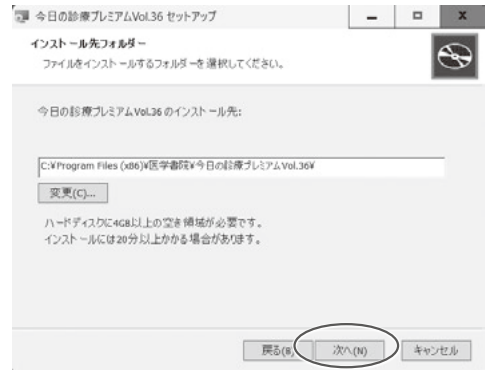 今日の診療プレミアムVol.36 セットアップ
インストール先フォルダー
ファイルをインストールするフォルダーを選択してください。
今日の診療プレミアムVol.36 のインストール先:
C:¥Program Files (x86)¥医学書院¥今日の診療プレミアムVol.36¥
変更(C)...
ハードディスクに4GB以上の空き領域が必要です。
インストールには20分以上かかる場合があります。
戻る(B) 次へ(N) キャンセル